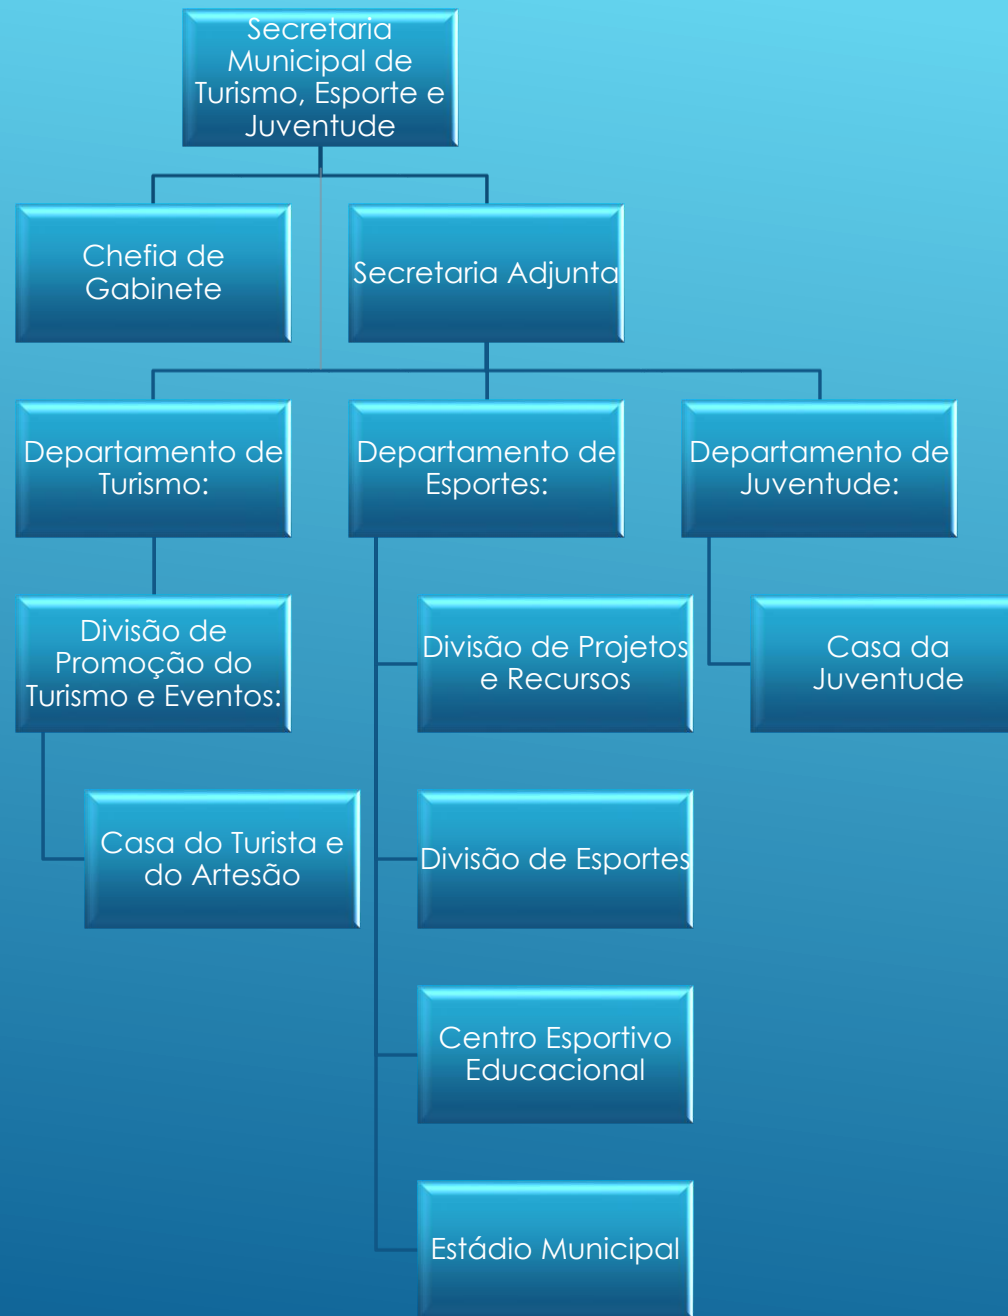 Secretaria
Municipal de
Turismo, Esporte e
Juventude
Chefia de
Gabinete
Secretaria Adjunta
Departamento de
Turismo:
Departamento de
Esportes:
Departamento de
Juventude:
Divisão de
Promoção do
Turismo e Eventos:
Divisão de Projetos
e Recursos
Casa da
Juventude
Casa do Turista e
do Artesão
Divisão de Esportes
Centro Esportivo
Educacional
Estádio Municipal